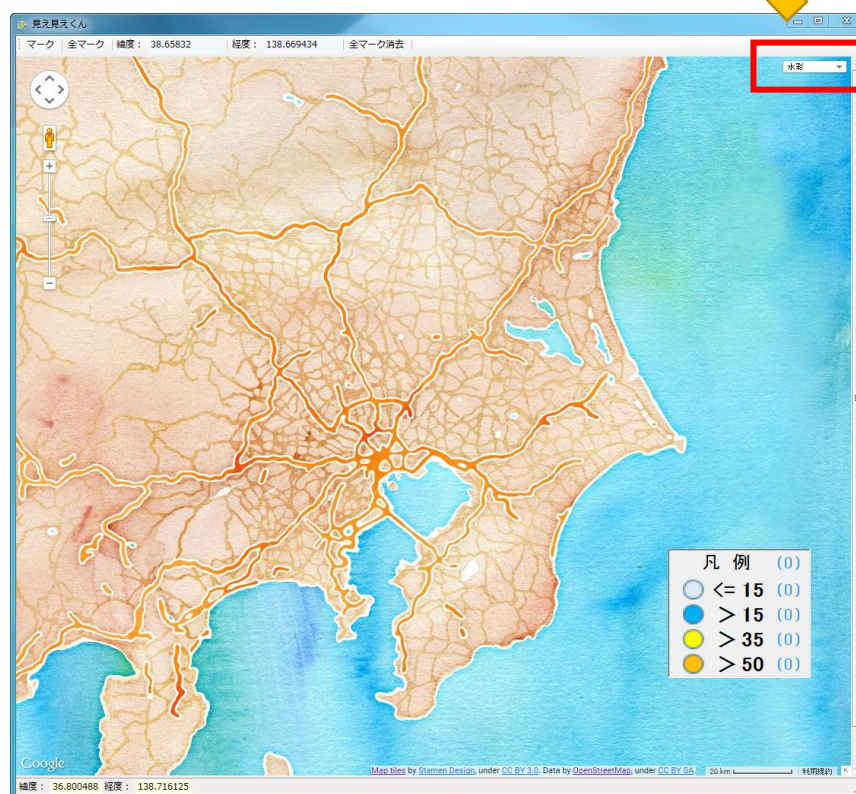 見え見えくん
マーク 全マーク 緯度： 38.65832 経度： 138.669434 全マーク消去
水彩
凡 例 (0)
<= 15 (0)
> 15 (0)
> 35 (0)
> 50 (0)
Google
Map tiles by Stamen Design, under CC BY 3.0. Data by OpenStreetMap, under CC BY SA.
20 km
利用規約
緯度： 36.800488 経度： 138.716125